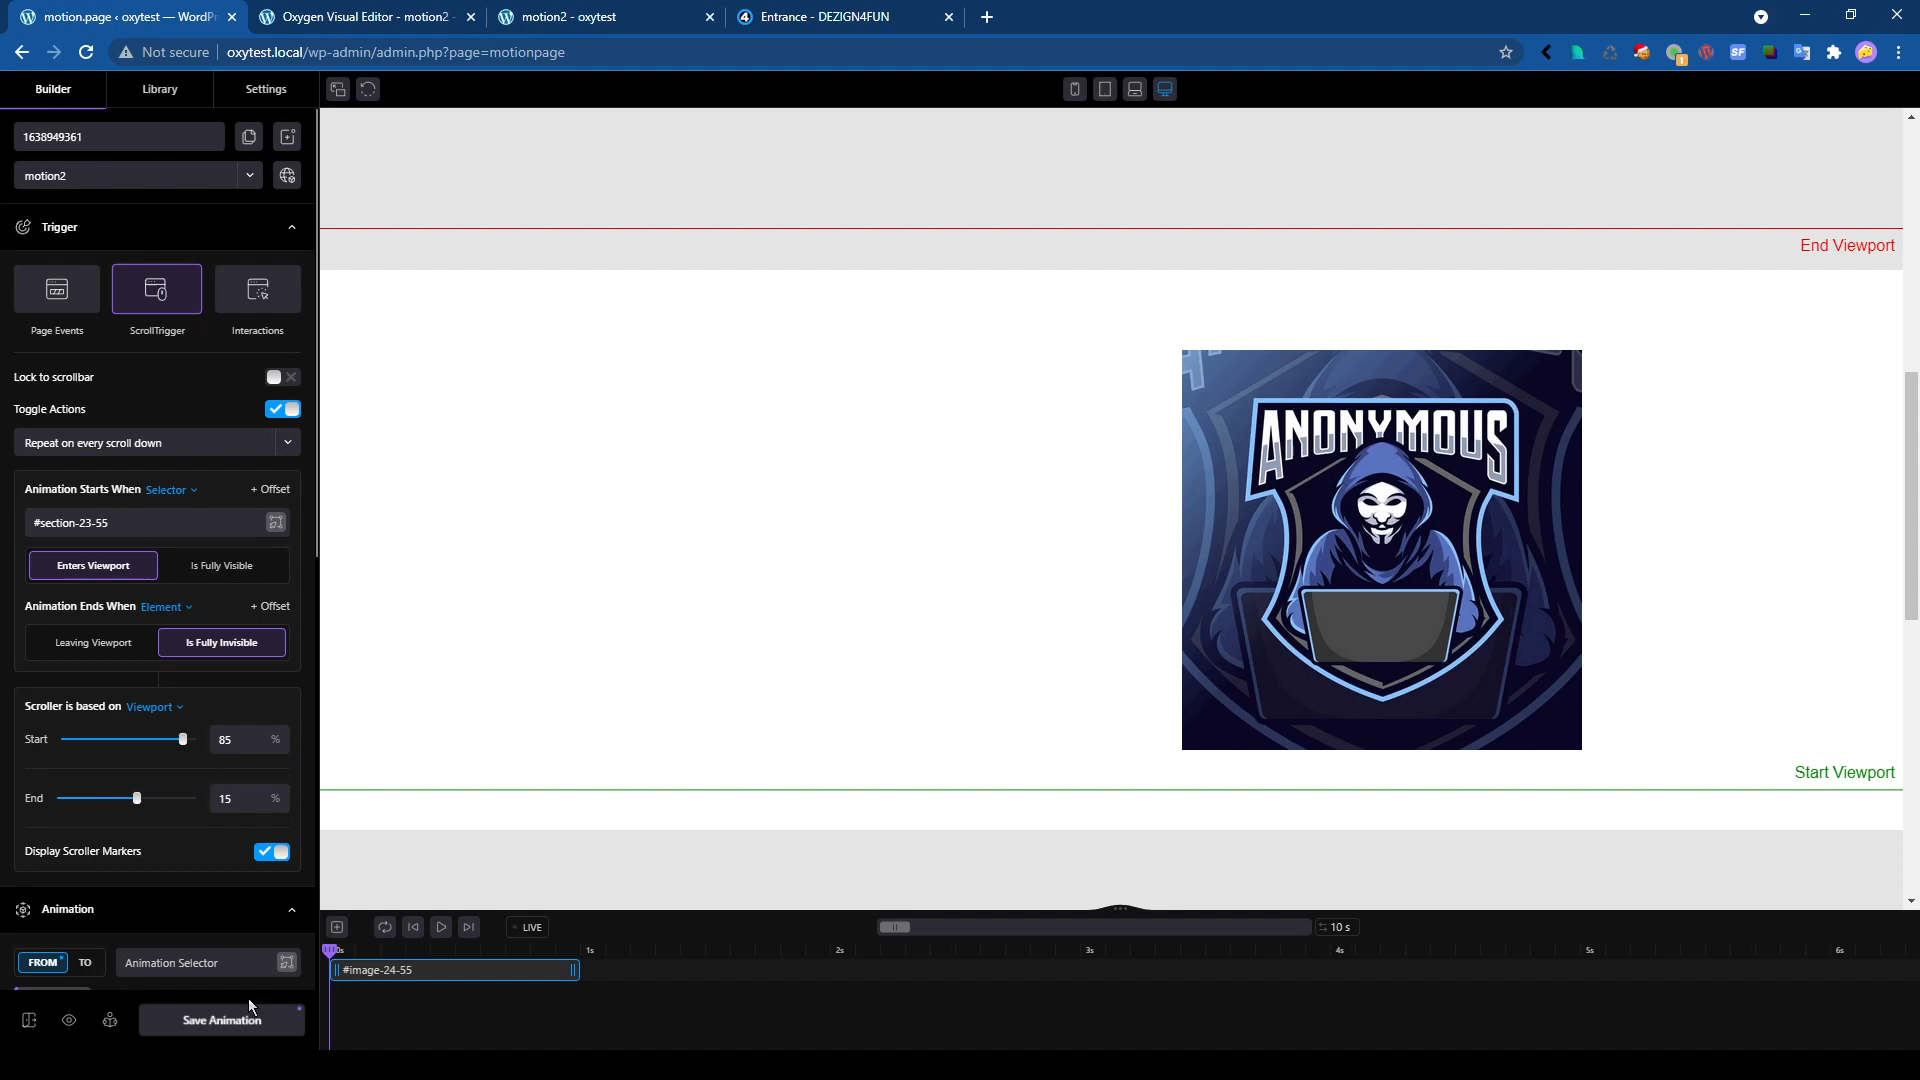 motion.page ‹ oxytest — WordPr
Oxygen Visual Editor - motion2 -
motion2 - oxytest
Entrance - DEZIGN4FUN
Not secure
oxytest.local/wp-admin/admin.php?page=motionpage
SF
1
Builder
Library
Settings
1638949361
motion2
Trigger
Page Events
ScrollTrigger
Interactions
Lock to scrollbar
Toggle Actions
Repeat on every scroll down
Animation Starts When Selector
+ Offset
#section-23-55
Enters Viewport
Is Fully Visible
Animation Ends When Element
+ Offset
Leaving Viewport
Is Fully Invisible
Scroller is based on Viewport
Start
85
%
End
15
%
Display Scroller Markers
Animation
FROM
TO
Animation Selector
Save Animation
End Viewport
ANONYMOUS
Start Viewport
LIVE
10 s
0s
1s
2s
3s
4s
5s
6s
#image-24-55